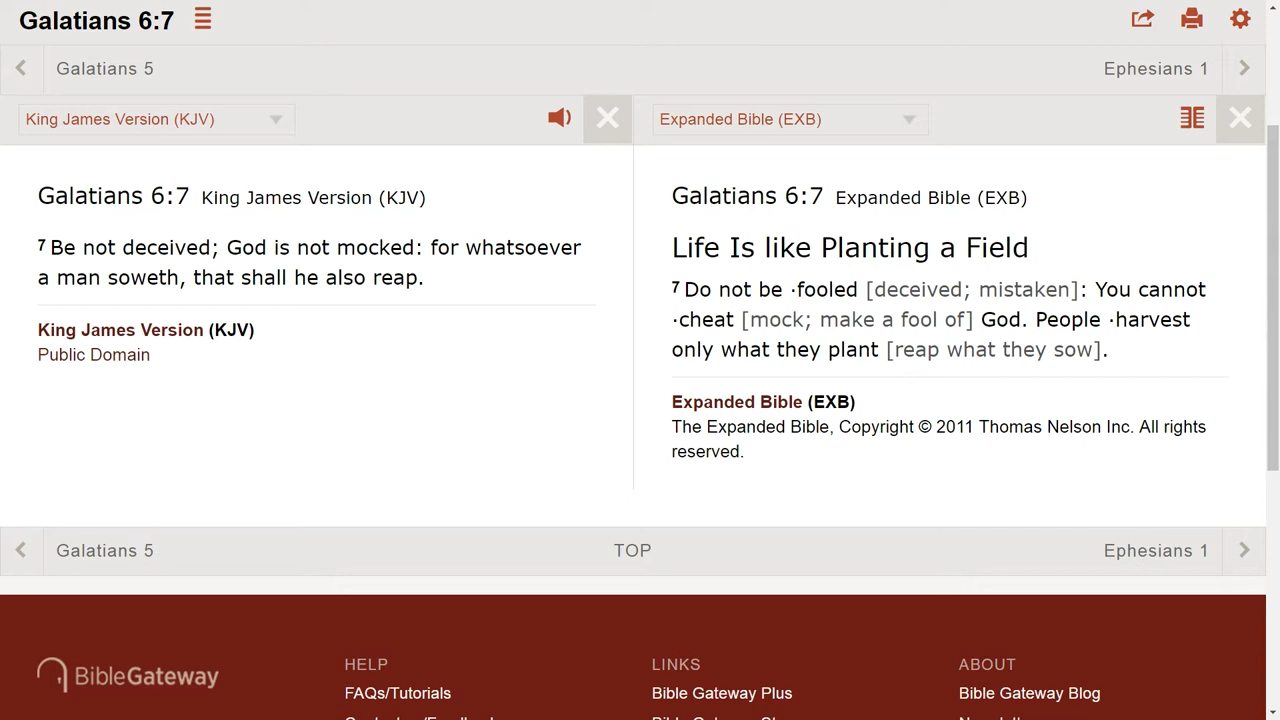 Galatians 6:7
Galatians 5
Ephesians 1
King James Version (KJV)
Expanded Bible (EXB)
Galatians 6:7 King James Version (KJV)
7 Be not deceived; God is not mocked: for whatsoever
a man soweth, that shall he also reap.
King James Version (KJV)
Public Domain
Galatians 6:7 Expanded Bible (EXB)
Life Is like Planting a Field
7 Do not be ·fooled [deceived; mistaken]: You cannot
·cheat [mock; make a fool of] God. People ·harvest
only what they plant [reap what they sow].
Expanded Bible (EXB)
The Expanded Bible, Copyright © 2011 Thomas Nelson Inc. All rights
reserved.
Galatians 5
TOP
Ephesians 1
BibleGateway
HELP
FAQs/Tutorials
LINKS
Bible Gateway Plus
ABOUT
Bible Gateway Blog